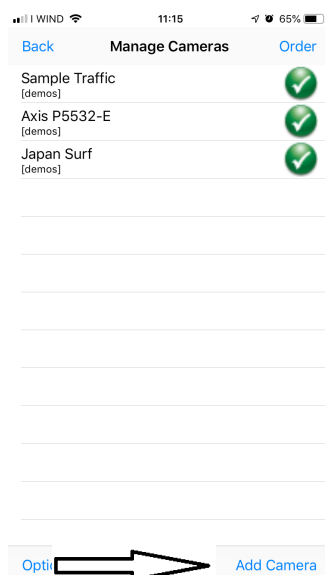 I WIND 11:15 65%
Back Manage Cameras Order
Sample Traffic
[demos]
Axis P5532-E
[demos]
Japan Surf
[demos]
Add Camera